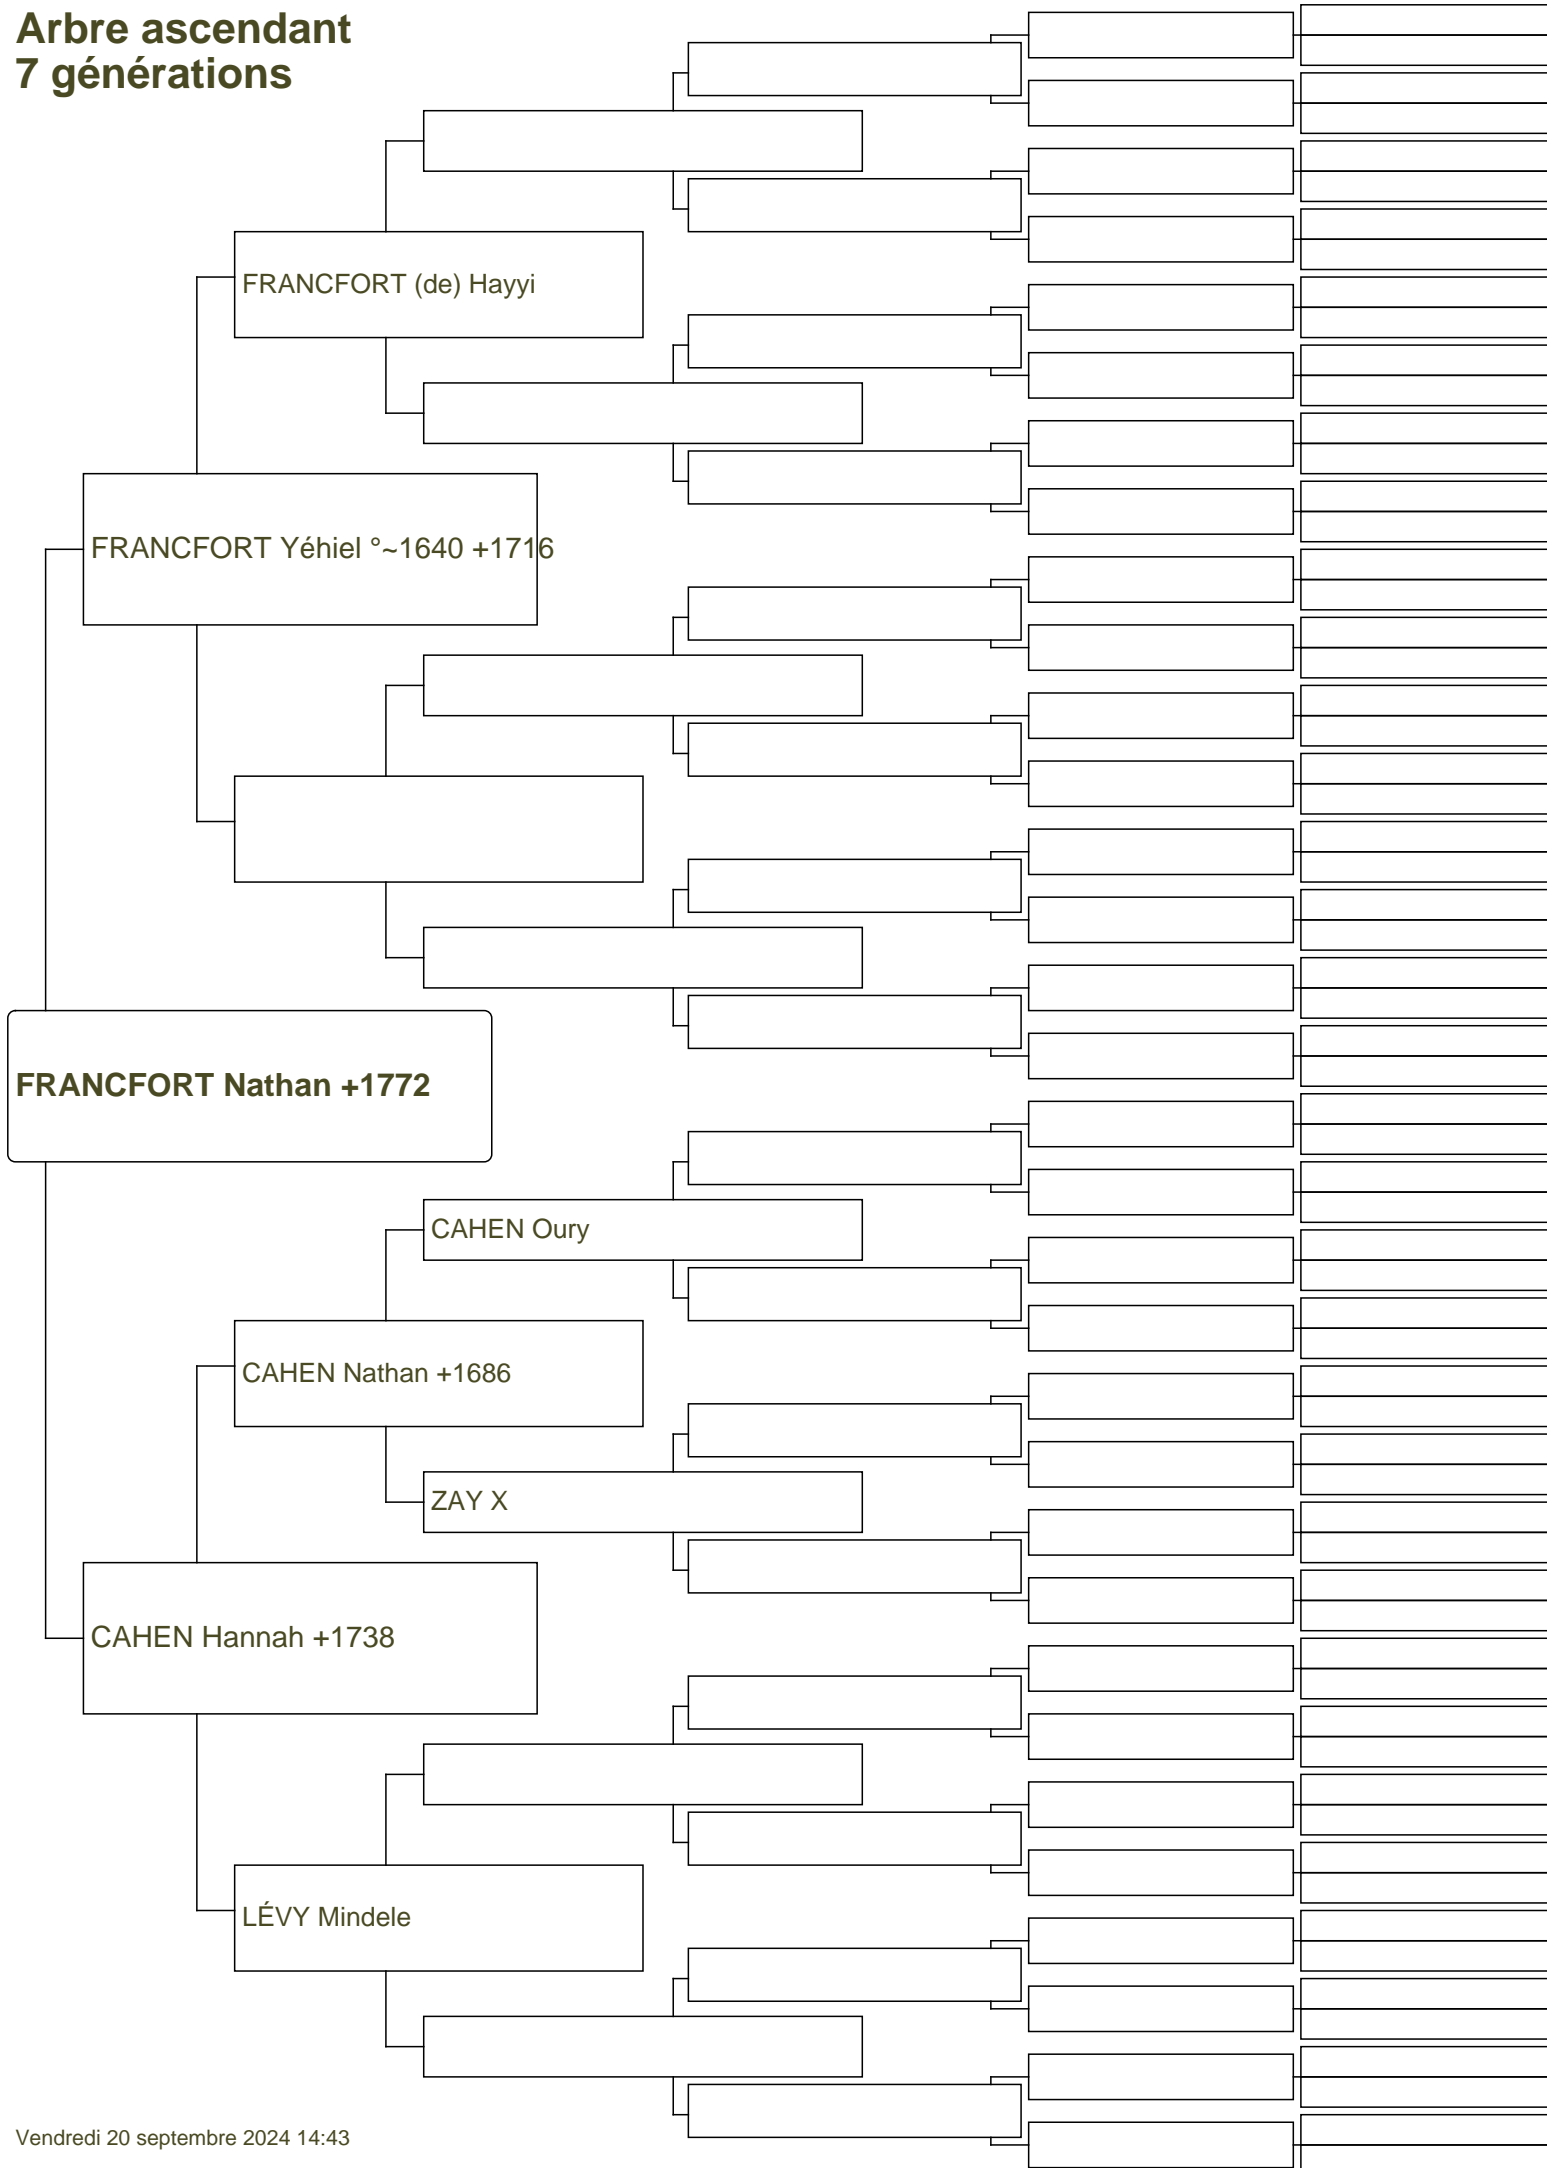 Arbre ascendant
7 générations
FRANCFORT (de) Hayyi
FRANCFORT Yéhiel °~1640 +1716
FRANCFORT Nathan +1772
CAHEN Oury
CAHEN Nathan +1686
ZAY X
CAHEN Hannah +1738
LÉVY Mindele
Vendredi 20 septembre 2024 14:43